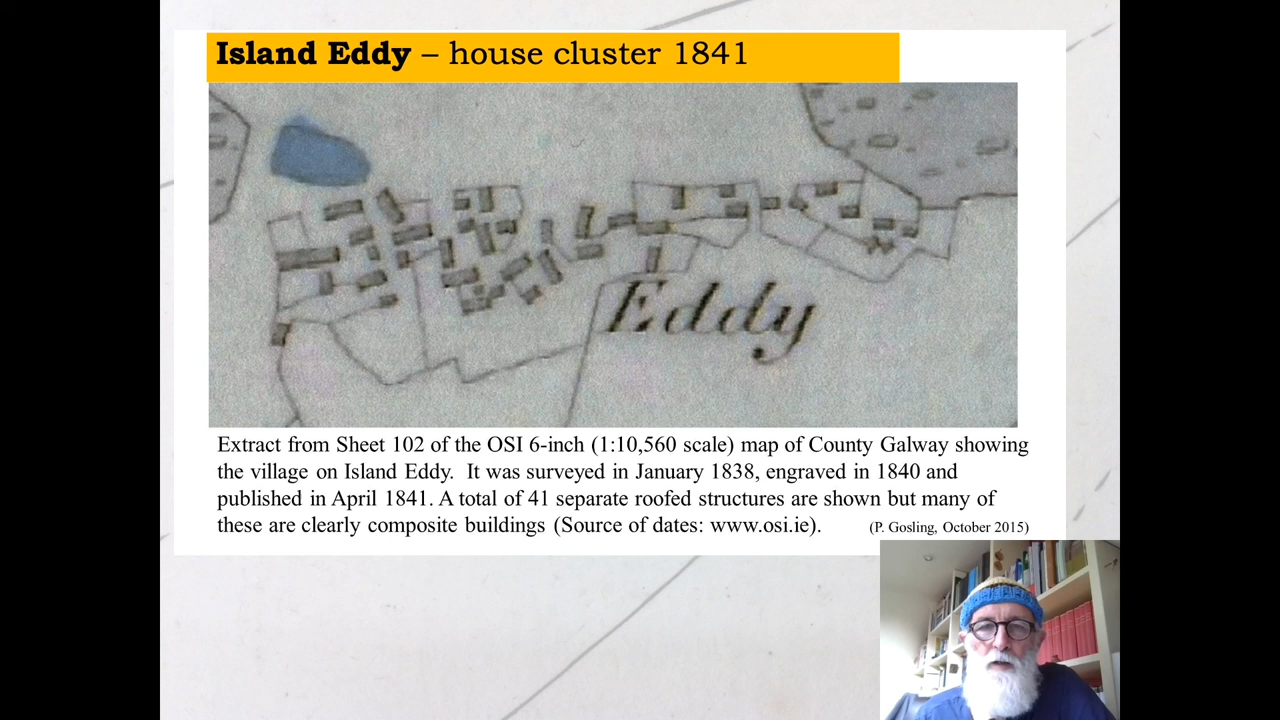 Island Eddy – house cluster 1841
Eddy
Extract from Sheet 102 of the OSI 6-inch (1:10,560 scale) map of County Galway showing
the village on Island Eddy. It was surveyed in January 1838, engraved in 1840 and
published in April 1841. A total of 41 separate roofed structures are shown but many of
these are clearly composite buildings (Source of dates: www.osi.ie).
(P. Gosling, October 2015)